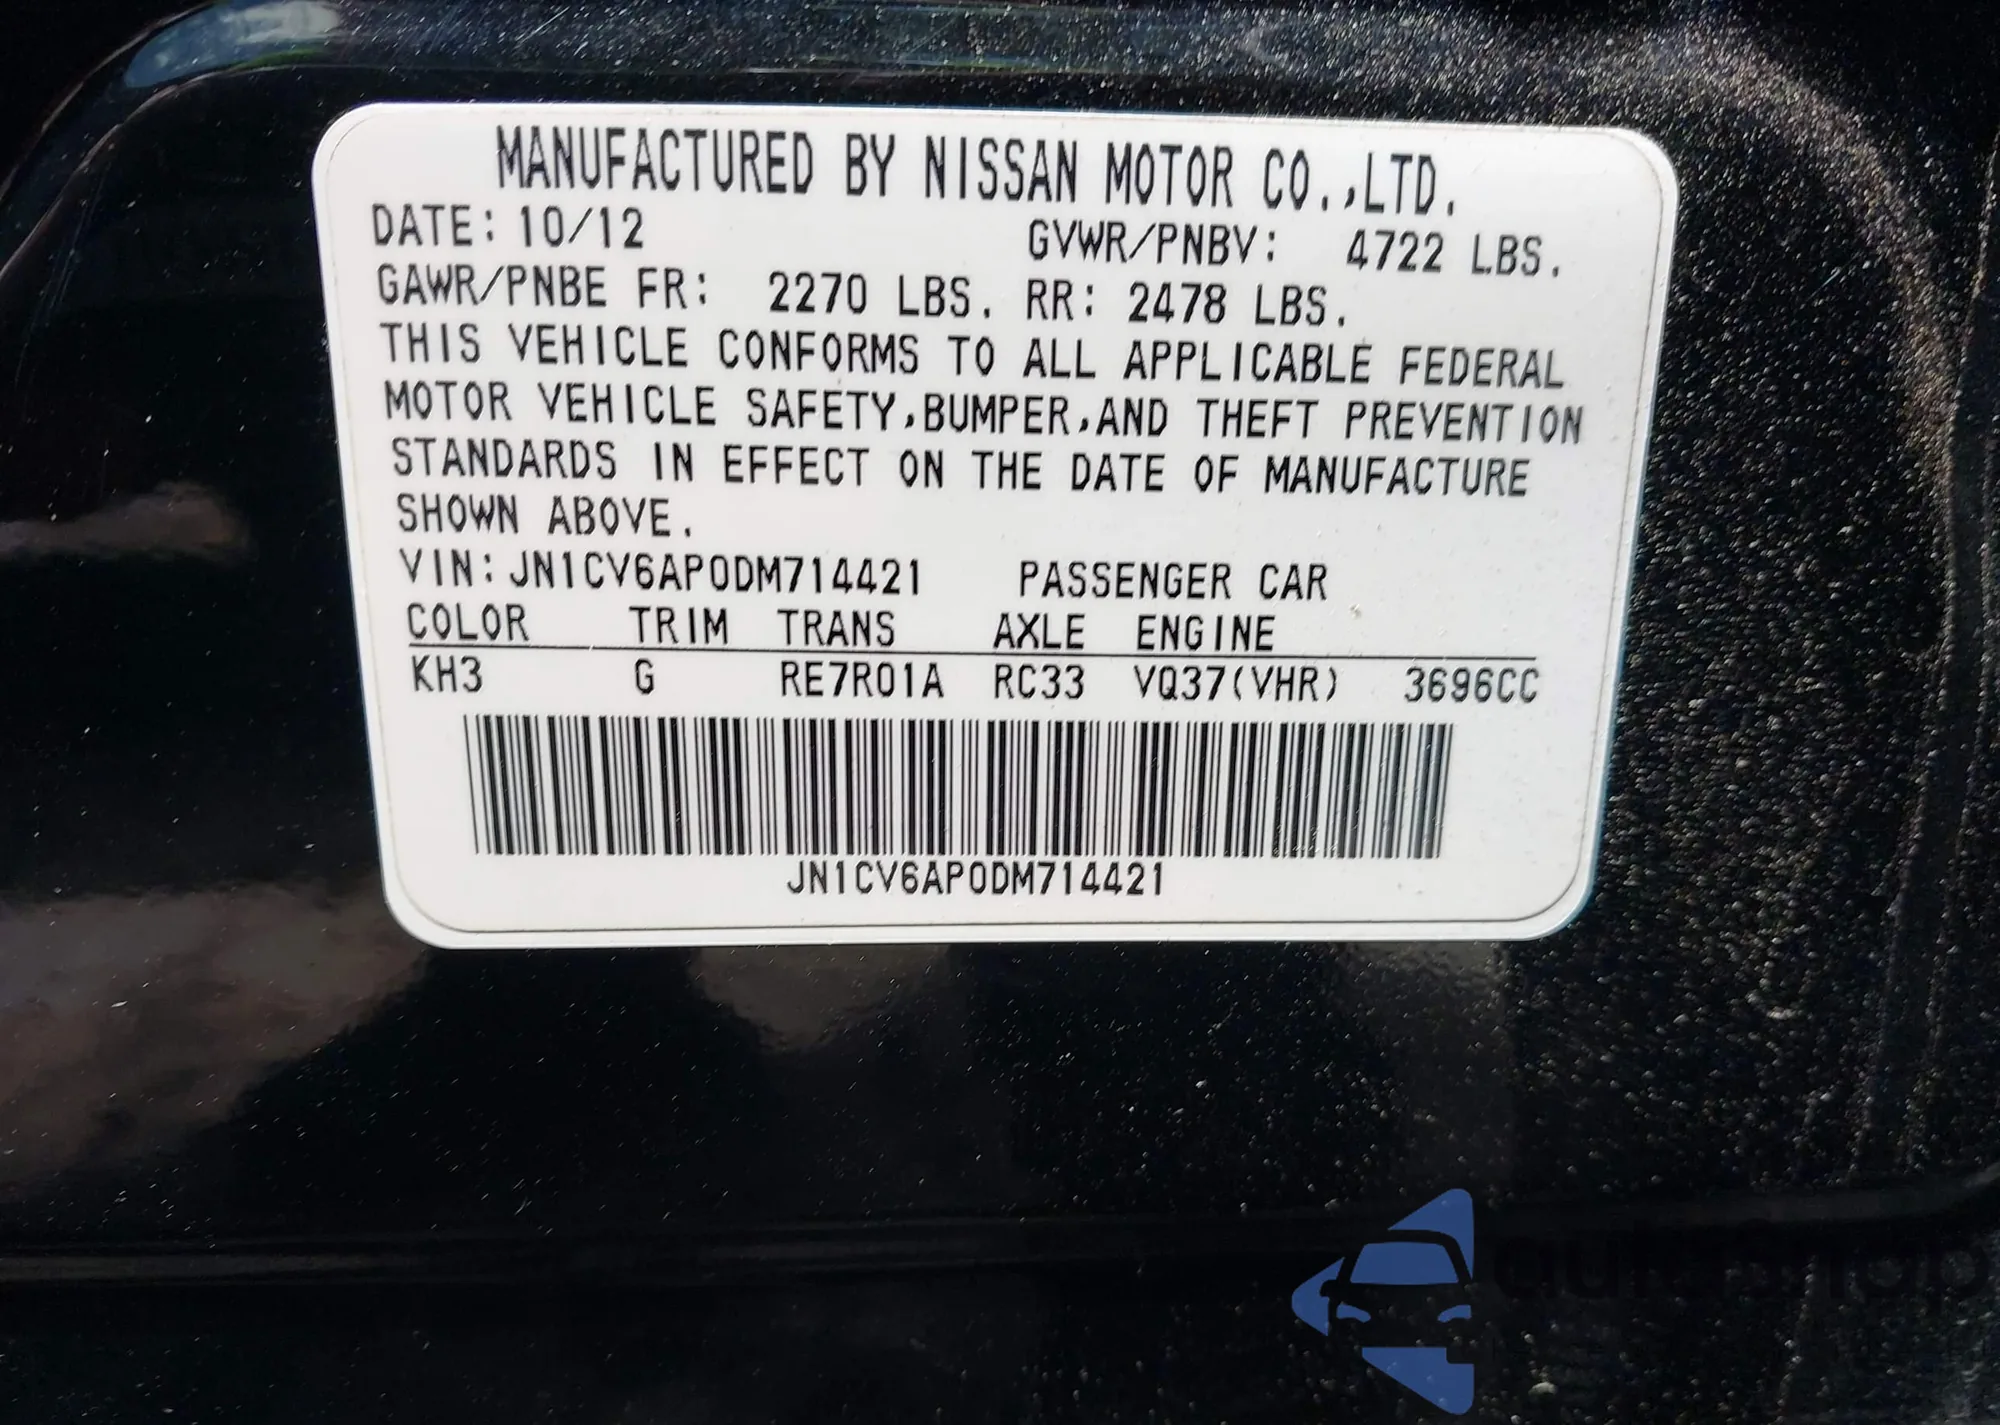 MANUFACTURED BY NISSAN MOTOR CO.,LTD.
DATE: 10/12 GVWR/PNBV: 4722 LBS.
GAWR/PNBE FR: 2270 LBS. RR: 2478 LBS.
THIS VEHICLE CONFORMS TO ALL APPLICABLE FEDERAL
MOTOR VEHICLE SAFETY,BUMPER,AND THEFT PREVENTION
STANDARDS IN EFFECT ON THE DATE OF MANUFACTURE
SHOWN ABOVE.
VIN: JN1CV6AP0DM714421 PASSENGER CAR
COLOR TRIM TRANS AXLE ENGINE
KH3 G RE7R01A RC33 VQ37(VHR) 3696CC
JN1CV6AP0DM714421